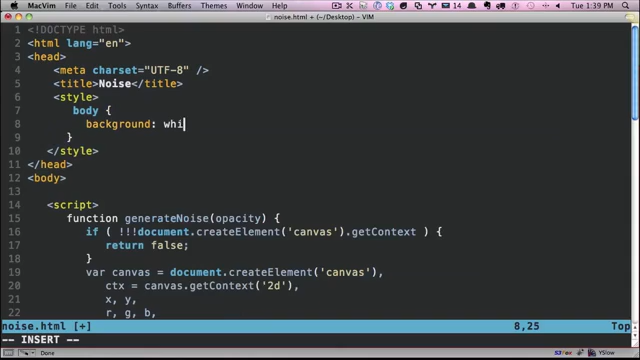 MacVim File Edit Tools Syntax Buffers Window Help 14 Tue 1:39 PM
noise.html + (~/Desktop) - VIM
1 <!DOCTYPE html>
2 <html lang="en">
3 <head>
4 <meta charset="UTF-8" />
5 <title>Noise</title>
6 <style>
7 body {
8 background: whi
9 }
10 </style>
11 </head>
12 <body>
13
14 <script>
15 function generateNoise(opacity) {
16 if ( !!!document.createElement('canvas').getContext ) {
17 return false;
18 }
19 var canvas = document.createElement('canvas'),
20 ctx = canvas.getContext('2d'),
21 x, y,
22 r, g, b,
noise.html [+] 8,25 Top
-- INSERT --
Done YSlow